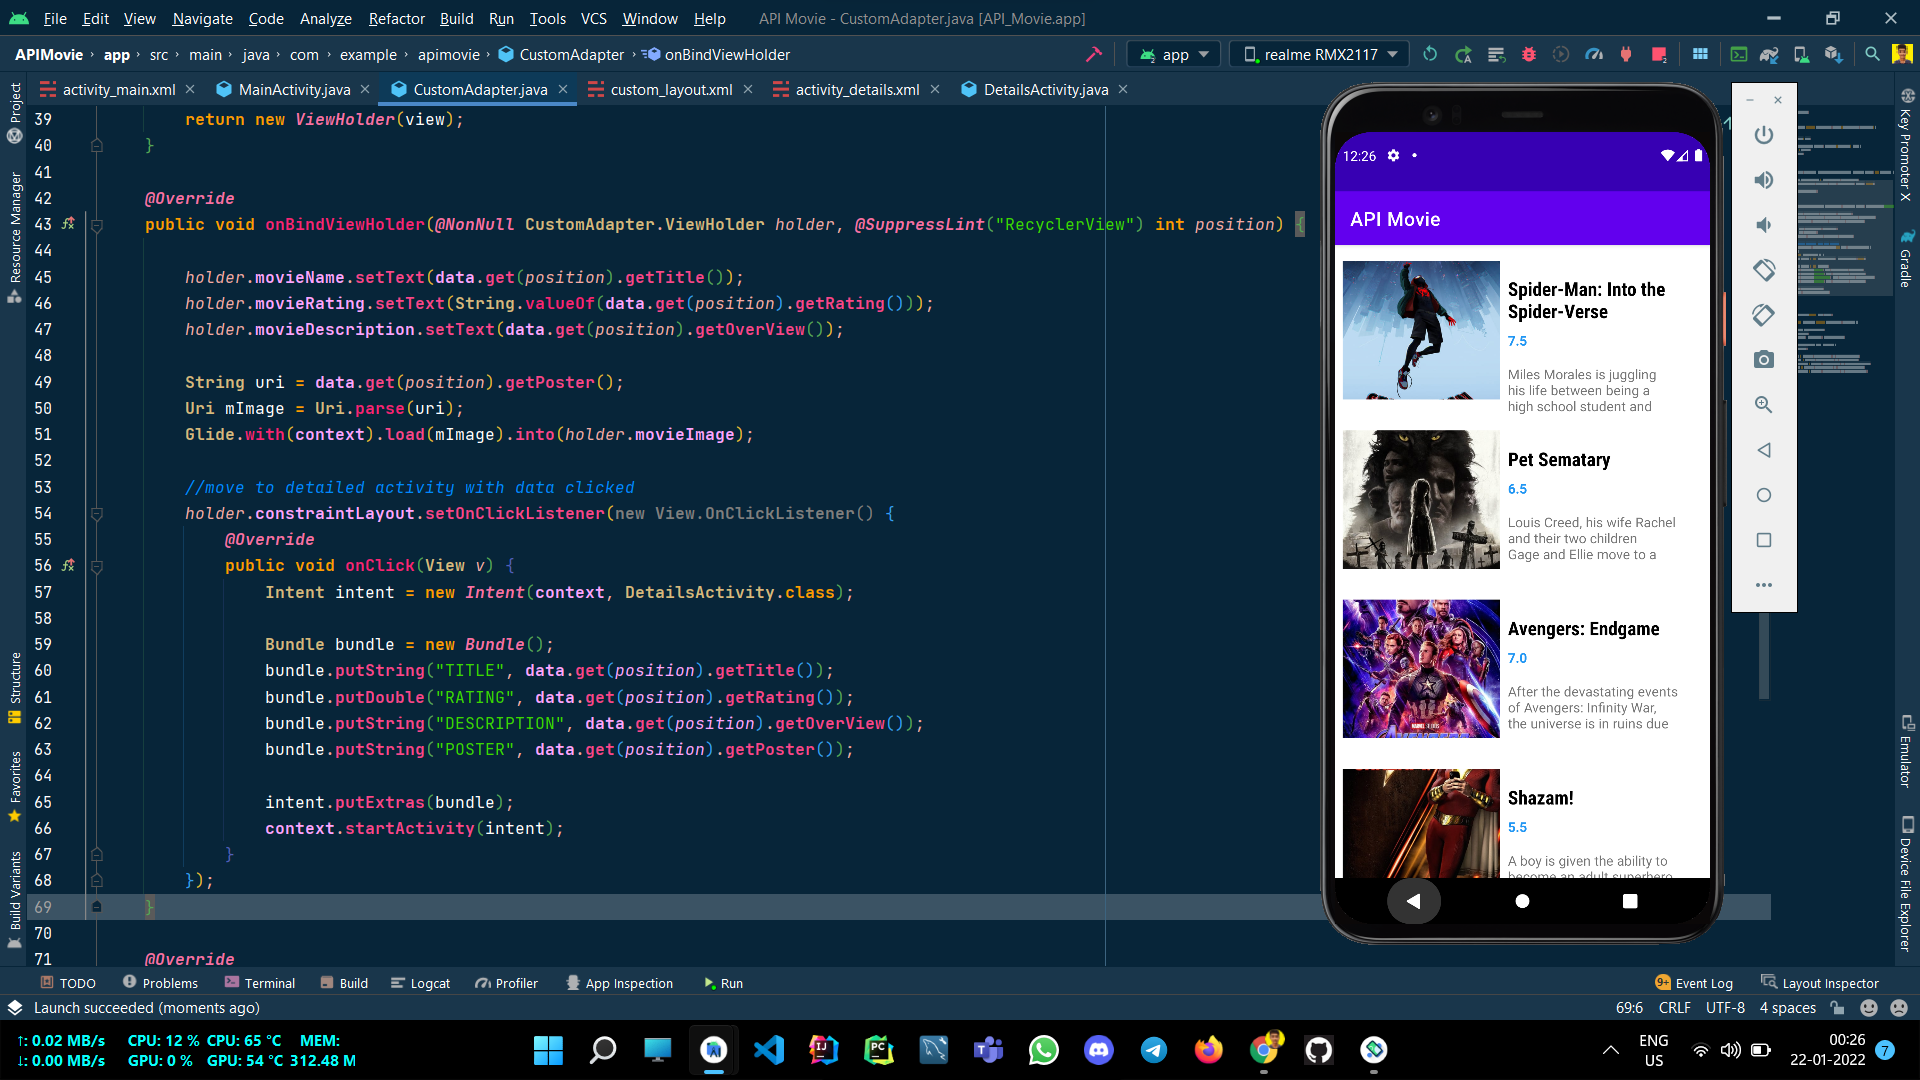 File Edit View Navigate Code Analyze Refactor Build Run Tools VCS Window Help API Movie - CustomAdapter.java [API_Movie.app]
APIMovie › app › src › main › java › com › example › apimovie › CustomAdapter › onBindViewHolder app realme RMX2117
activity_main.xml MainActivity.java CustomAdapter.java custom_layout.xml activity_details.xml DetailsActivity.java
Project
Resource Manager
Structure
Favorites
Build Variants
39 return new ViewHolder(view);
40 }
41
42 @Override
43 public void onBindViewHolder(@NonNull CustomAdapter.ViewHolder holder, @SuppressLint("RecyclerView") int position) {
44
45 holder.movieName.setText(data.get(position).getTitle());
46 holder.movieRating.setText(String.valueOf(data.get(position).getRating()));
47 holder.movieDescription.setText(data.get(position).getOverView());
48
49 String uri = data.get(position).getPoster();
50 Uri mImage = Uri.parse(uri);
51 Glide.with(context).load(mImage).into(holder.movieImage);
52
53 //move to detailed activity with data clicked
54 holder.constraintLayout.setOnClickListener(new View.OnClickListener() {
55 @Override
56 public void onClick(View v) {
57 Intent intent = new Intent(context, DetailsActivity.class);
58
59 Bundle bundle = new Bundle();
60 bundle.putString("TITLE", data.get(position).getTitle());
61 bundle.putDouble("RATING", data.get(position).getRating());
62 bundle.putString("DESCRIPTION", data.get(position).getOverView());
63 bundle.putString("POSTER", data.get(position).getPoster());
64
65 intent.putExtras(bundle);
66 context.startActivity(intent);
67 }
68 });
69 }
70
71 @Override
12:26
API Movie
Spider-Man: Into the
Spider-Verse
7.5
Miles Morales is juggling
his life between being a
high school student and
Pet Sematary
6.5
Louis Creed, his wife Rachel
and their two children
Gage and Ellie move to a
Avengers: Endgame
7.0
After the devastating events
of Avengers: Infinity War,
the universe is in ruins due
Shazam!
5.5
A boy is given the ability to
become an adult superhero
Key Promoter X
Gradle
Emulator
Device File Explorer
TODO Problems Terminal Build Logcat Profiler App Inspection Run 9+ Event Log Layout Inspector
Launch succeeded (moments ago) 69:6 CRLF UTF-8 4 spaces
↑: 0.02 MB/s CPU: 12 % CPU: 65 °C MEM:
↓: 0.00 MB/s GPU: 0 % GPU: 54 °C 312.48 M
ENG
US
00:26
22-01-2022
7